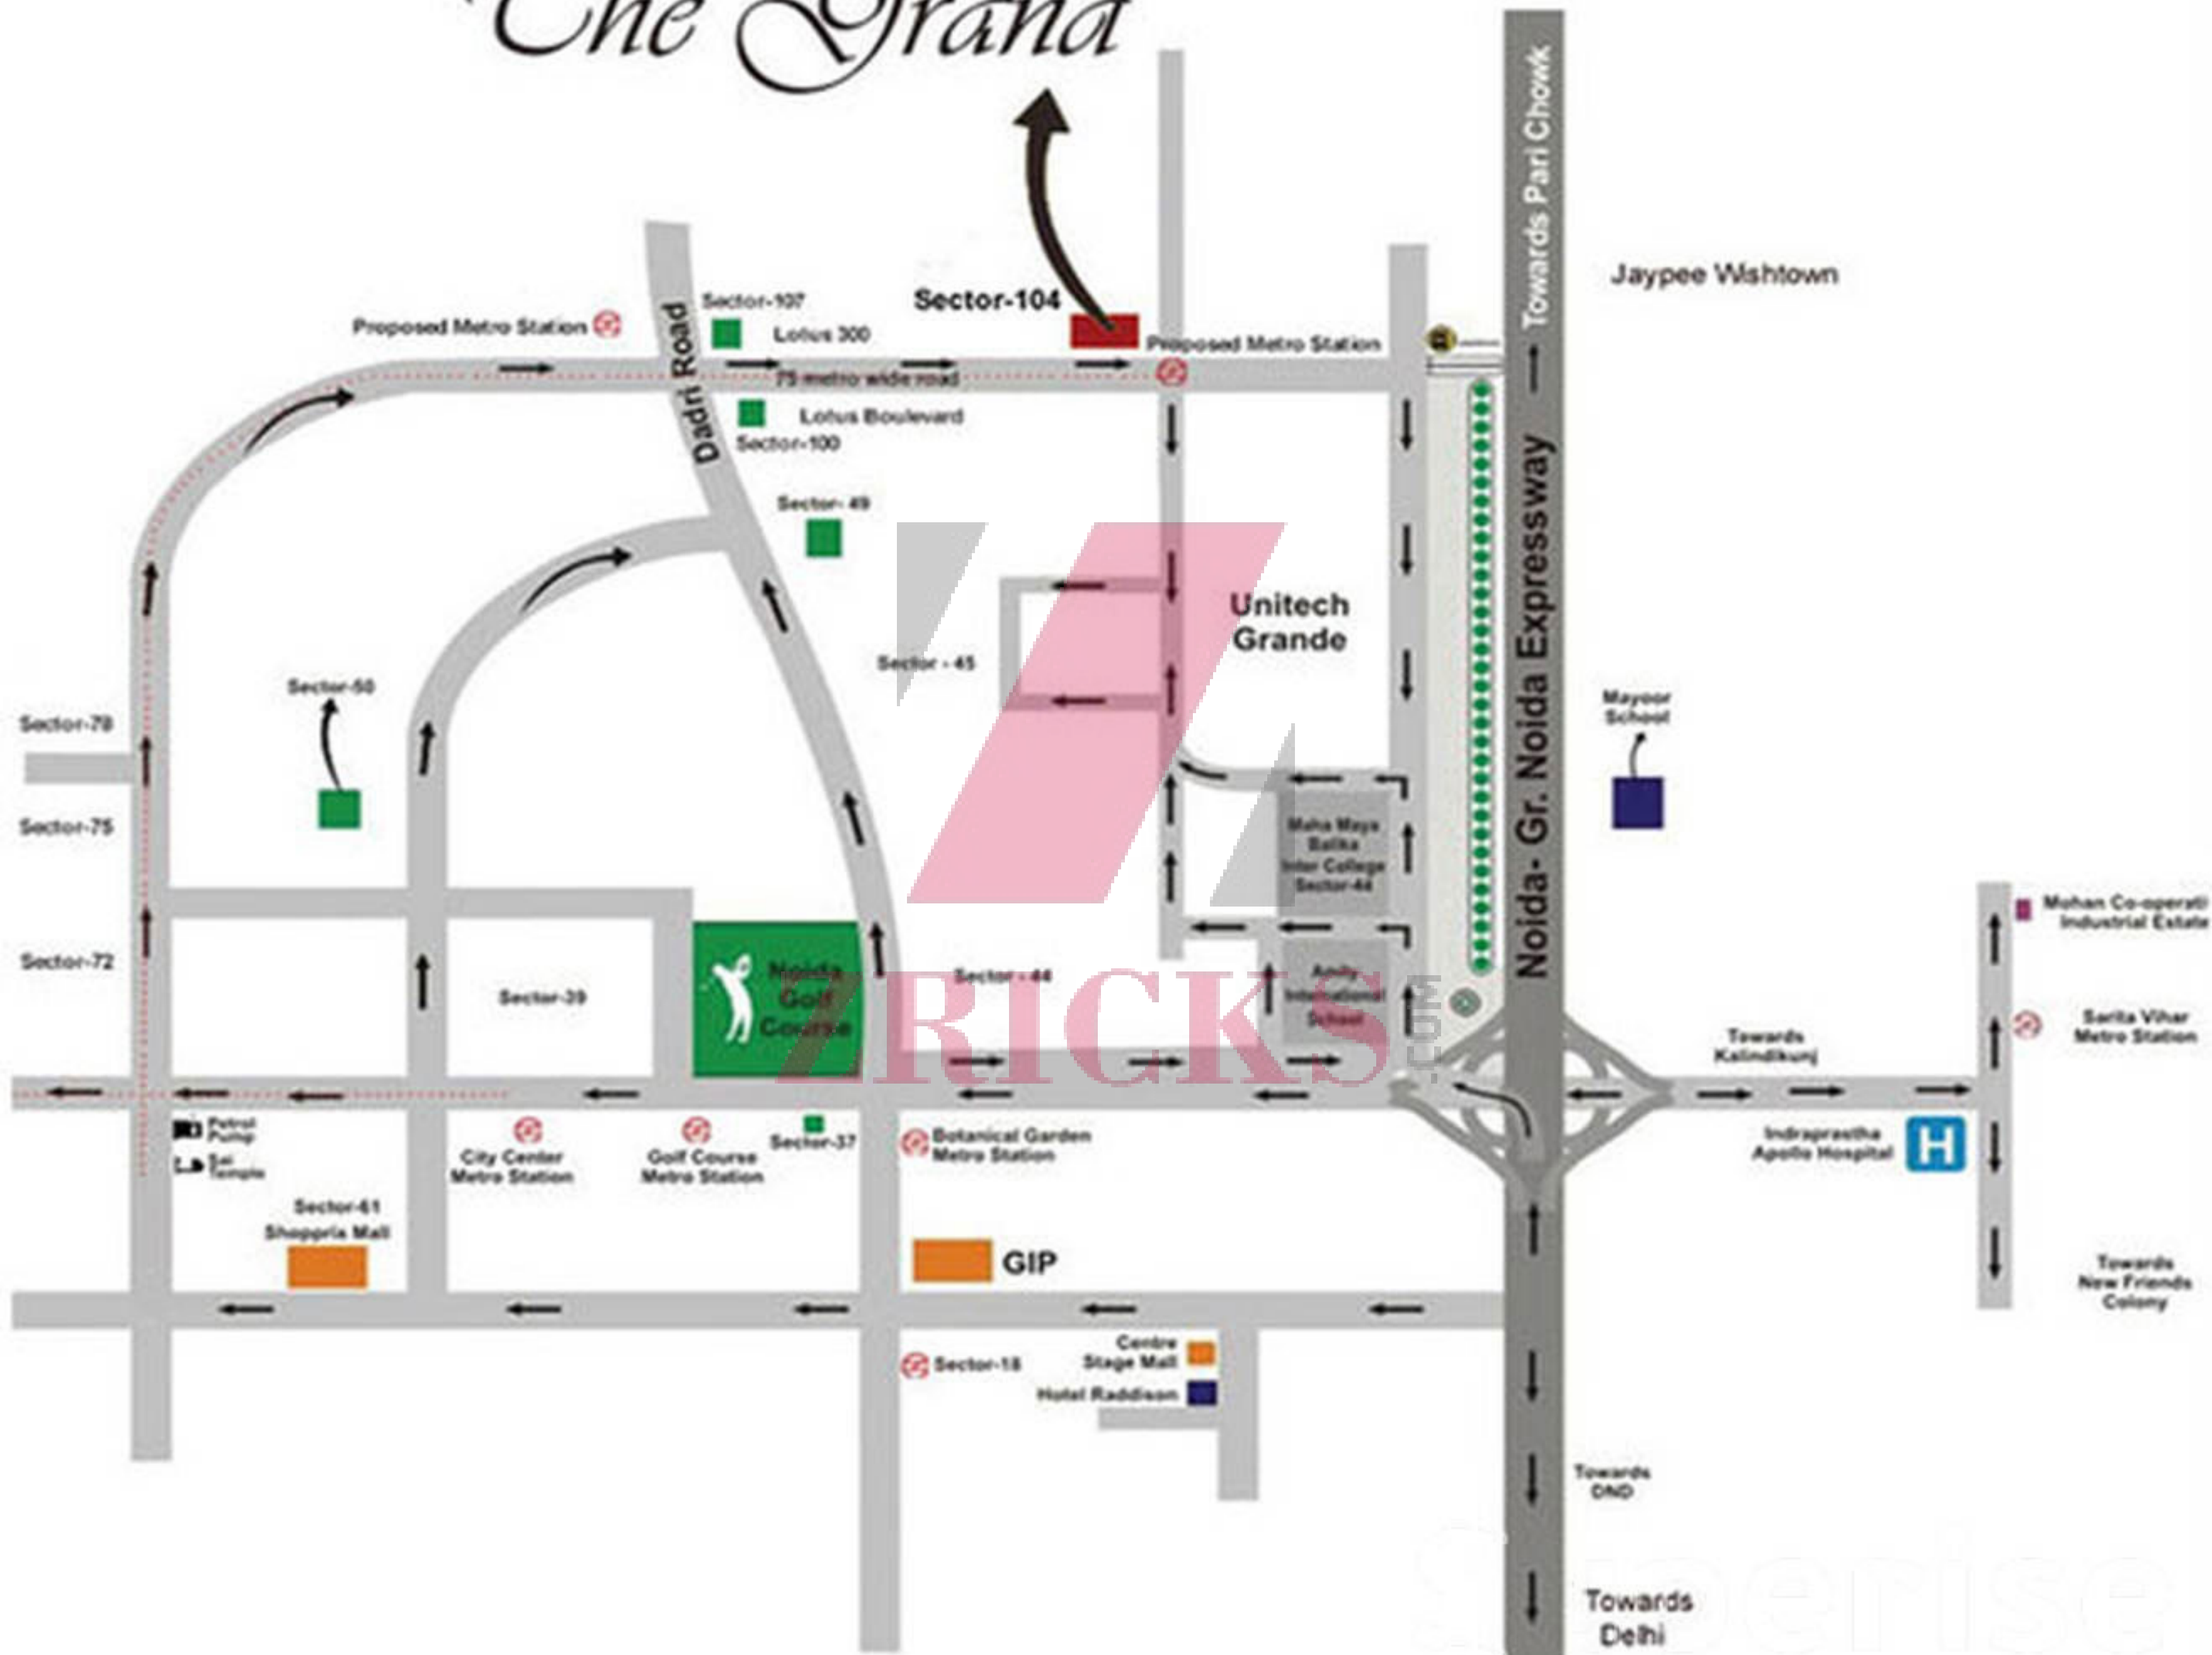 The Grand
Towards Pari Chowk
Jaypee Wishtown
Sector-107
Sector-104
Proposed Metro Station
Lotus 300
Proposed Metro Station
Dadri Road
75 metro wide road
Lotus Boulevard
Sector-100
Sector- 49
Noida- Gr. Noida Expressway
Unitech
Grande
Sector - 45
Sector-50
Mayoor
School
Sector-78
Sector-75
Maha Maya
Balika
Inter College
Sector-44
Mohan Co-operati
Industrial Estate
Sector-72
Sector-39
Noida
Golf
Course
Sector - 44
Amity
International
School
ZRICKS
.COM
Sarita Vihar
Metro Station
Towards
Kalindikunj
Petrol
Pump
Sai
Temple
City Center
Metro Station
Golf Course
Metro Station
Sector-37
Botanical Garden
Metro Station
Indraprastha
Apollo Hospital
H
Sector-61
Shopprix Mall
GIP
Towards
New Friends
Colony
Centre
Stage Mall
Sector-18
Hotel Raddison
Towards
DND
Towards
Delhi
Superise